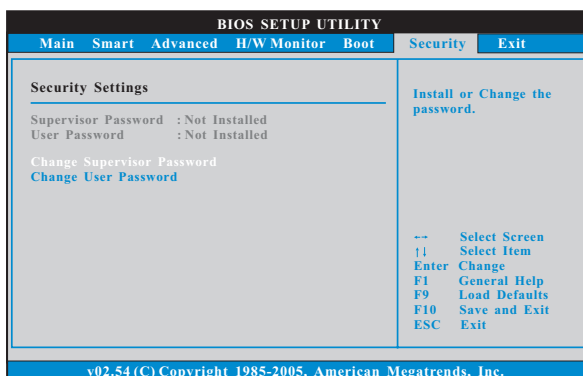 BIOS SETUP UTILITY
Main Smart Advanced H/W Monitor Boot Security Exit
Security Settings
Supervisor Password : Not Installed
User Password : Not Installed
Change Supervisor Password
Change User Password
Install or Change the
password.
←→ Select Screen
↑↓ Select Item
Enter Change
F1 General Help
F9 Load Defaults
F10 Save and Exit
ESC Exit
v02.54 (C) Copyright 1985-2005, American Megatrends, Inc.